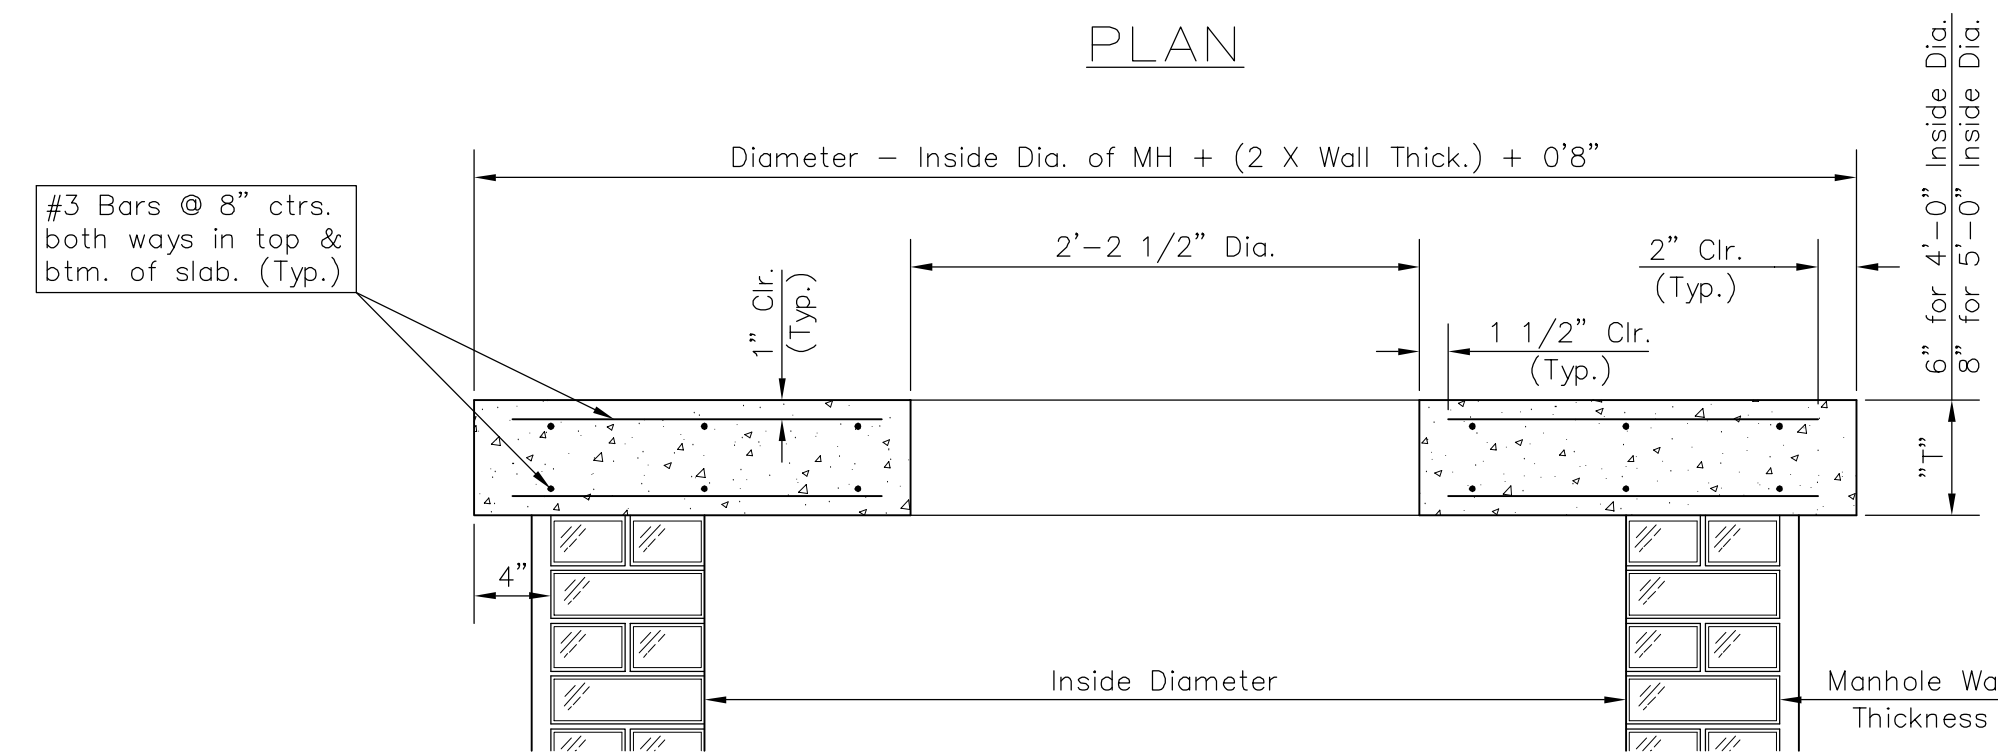 PLAN
Diameter – Inside Dia. of MH + (2 X Wall Thick.) + 0'8"
6" for 4'-0" Inside Dia.
8" for 5'-0" Inside Dia.
#3 Bars @ 8" ctrs.
both ways in top &
btm. of slab. (Typ.)
2'-2 1/2" Dia.
2" Clr.
(Typ.)
1" Clr.
(Typ.)
1 1/2" Clr.
(Typ.)
"T"
4"
Inside Diameter
Manhole Wa
Thickness